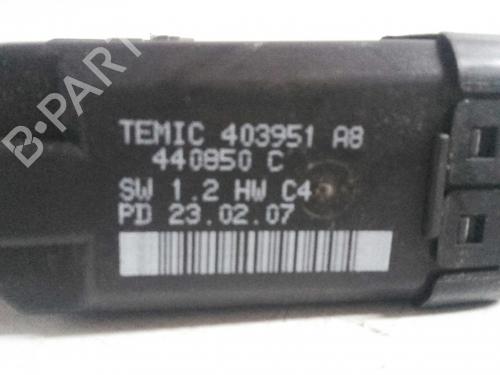 B-PARTS
TEMIC 403951 A8
440850 C
SW 1.2 HW C4
PD 23.02.07